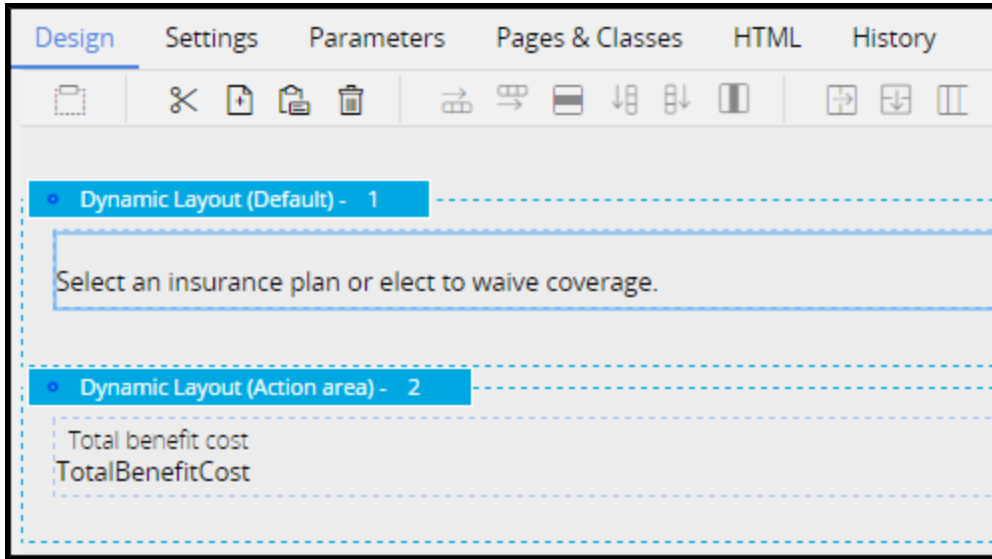 Design Settings Parameters Pages & Classes HTML History
Dynamic Layout (Default) - 1
Select an insurance plan or elect to waive coverage.
Dynamic Layout (Action area) - 2
Total benefit cost
TotalBenefitCost